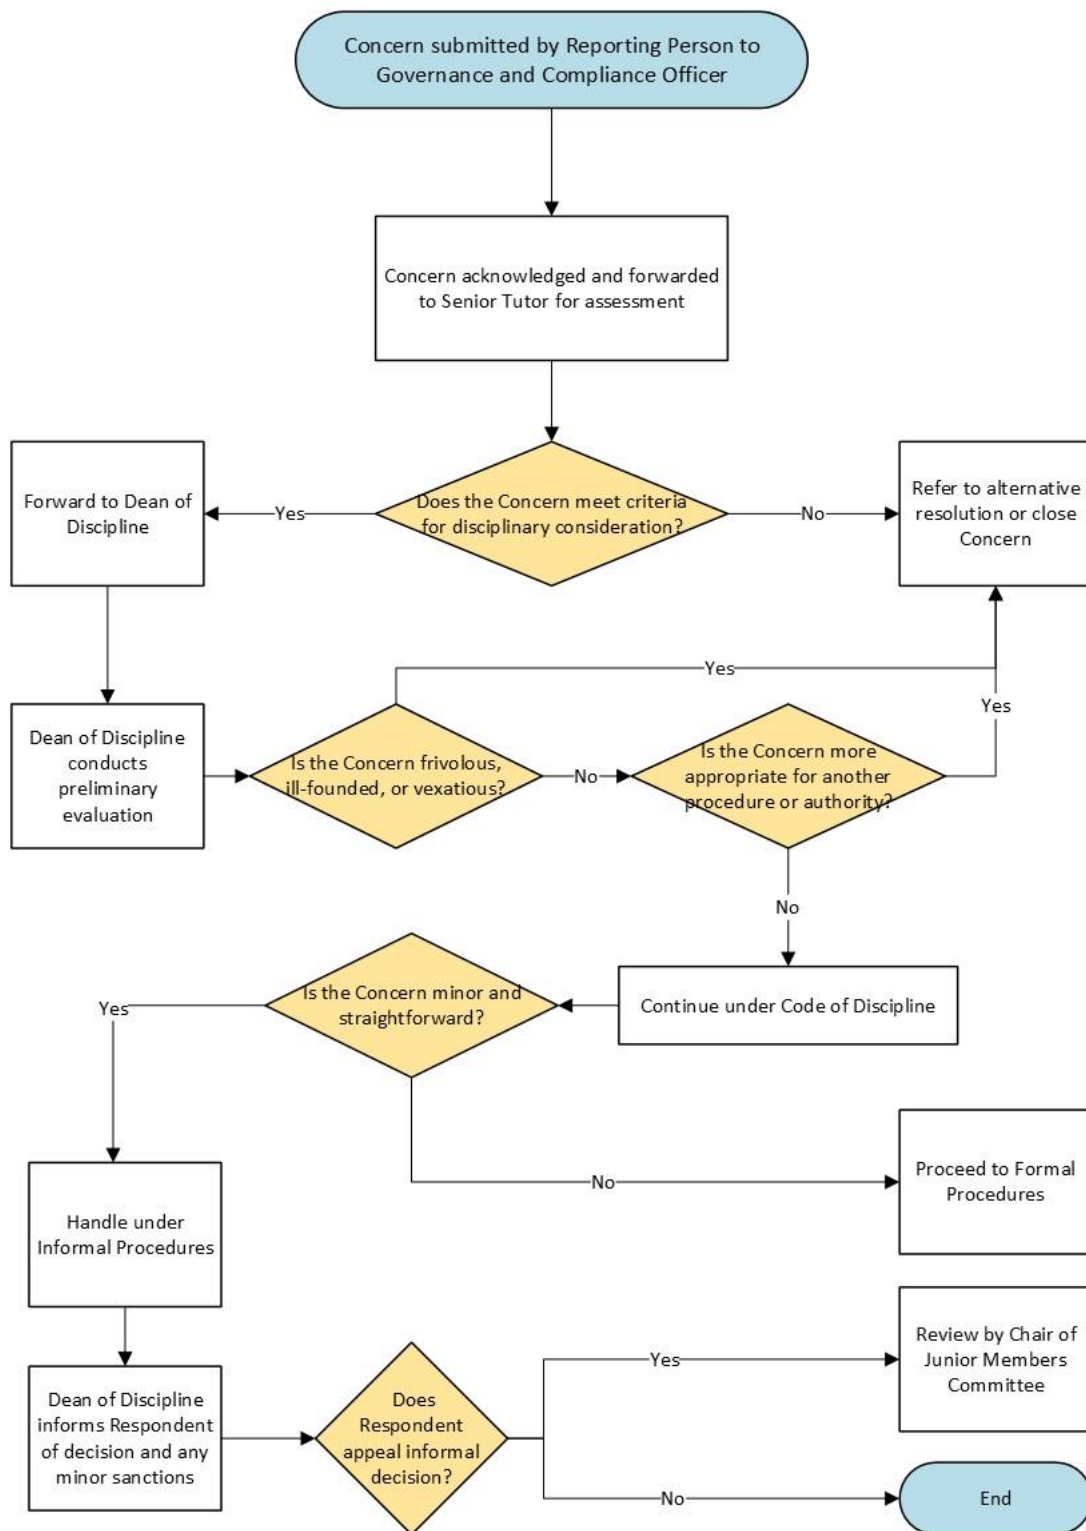 Concern submitted by Reporting Person to
Governance and Compliance Officer
Concern acknowledged and forwarded
to Senior Tutor for assessment
Forward to Dean of
Discipline
Yes
Does the Concern meet criteria
for disciplinary consideration?
No
Refer to alternative
resolution or close
Concern
Yes
Yes
Dean of Discipline
conducts
preliminary
evaluation
Is the Concern frivolous,
ill-founded, or vexatious?
No
Is the Concern more
appropriate for another
procedure or authority?
No
Continue under Code of Discipline
Is the Concern minor and
straightforward?
Yes
No
Proceed to Formal
Procedures
Handle under
Informal Procedures
Dean of Discipline
informs Respondent
of decision and any
minor sanctions
Does
Respondent
appeal informal
decision?
Yes
Review by Chair of
Junior Members
Committee
No
End